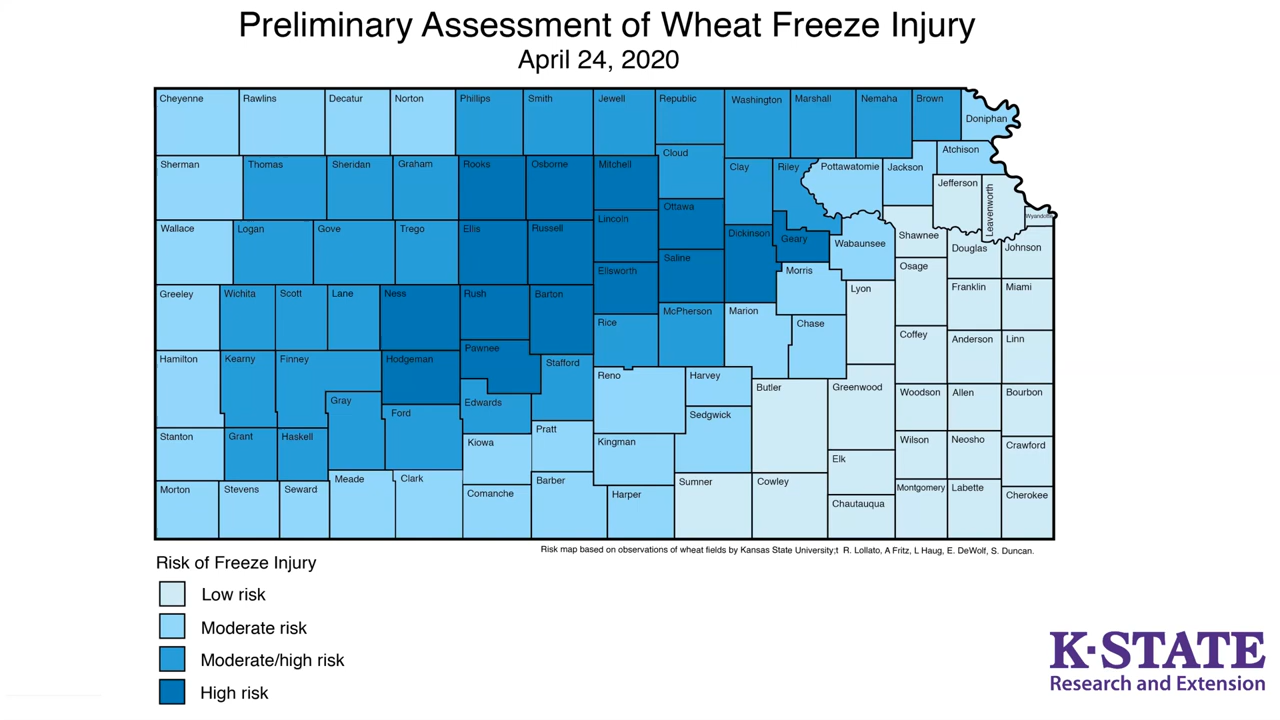 Preliminary Assessment of Wheat Freeze Injury
April 24, 2020
Cheyenne Rawlins Decatur Norton Phillips Smith Jewell Republic Washington Marshall Nemaha Brown
Doniphan
Atchison
Sherman Thomas Sheridan Graham Rooks Osborne Mitchell Cloud Clay Riley Pottawatomie Jackson
Jefferson
Leavenworth
Wyandotte
Wallace Logan Gove Trego Ellis Russell Lincoln Ottawa Dickinson Geary Wabaunsee Shawnee Douglas Johnson
Ellsworth Saline Morris Osage
Greeley Wichita Scott Lane Ness Rush Barton Rice McPherson Marion Chase Lyon Franklin Miami
Hamilton Kearny Finney Hodgeman Pawnee Stafford Coffey Anderson Linn
Gray Ford Edwards Reno Harvey Butler Greenwood Woodson Allen Bourbon
Stanton Grant Haskell Kiowa Pratt Kingman Sedgwick Elk Wilson Neosho Crawford
Morton Stevens Seward Meade Clark Comanche Barber Harper Sumner Cowley Chautauqua Montgomery Labette Cherokee
Risk map based on observations of wheat fields by Kansas State University;t R. Lollato, A Fritz, L Haug, E. DeWolf, S. Duncan.
Risk of Freeze Injury
Low risk
Moderate risk
Moderate/high risk
High risk
K·STATE
Research and Extension